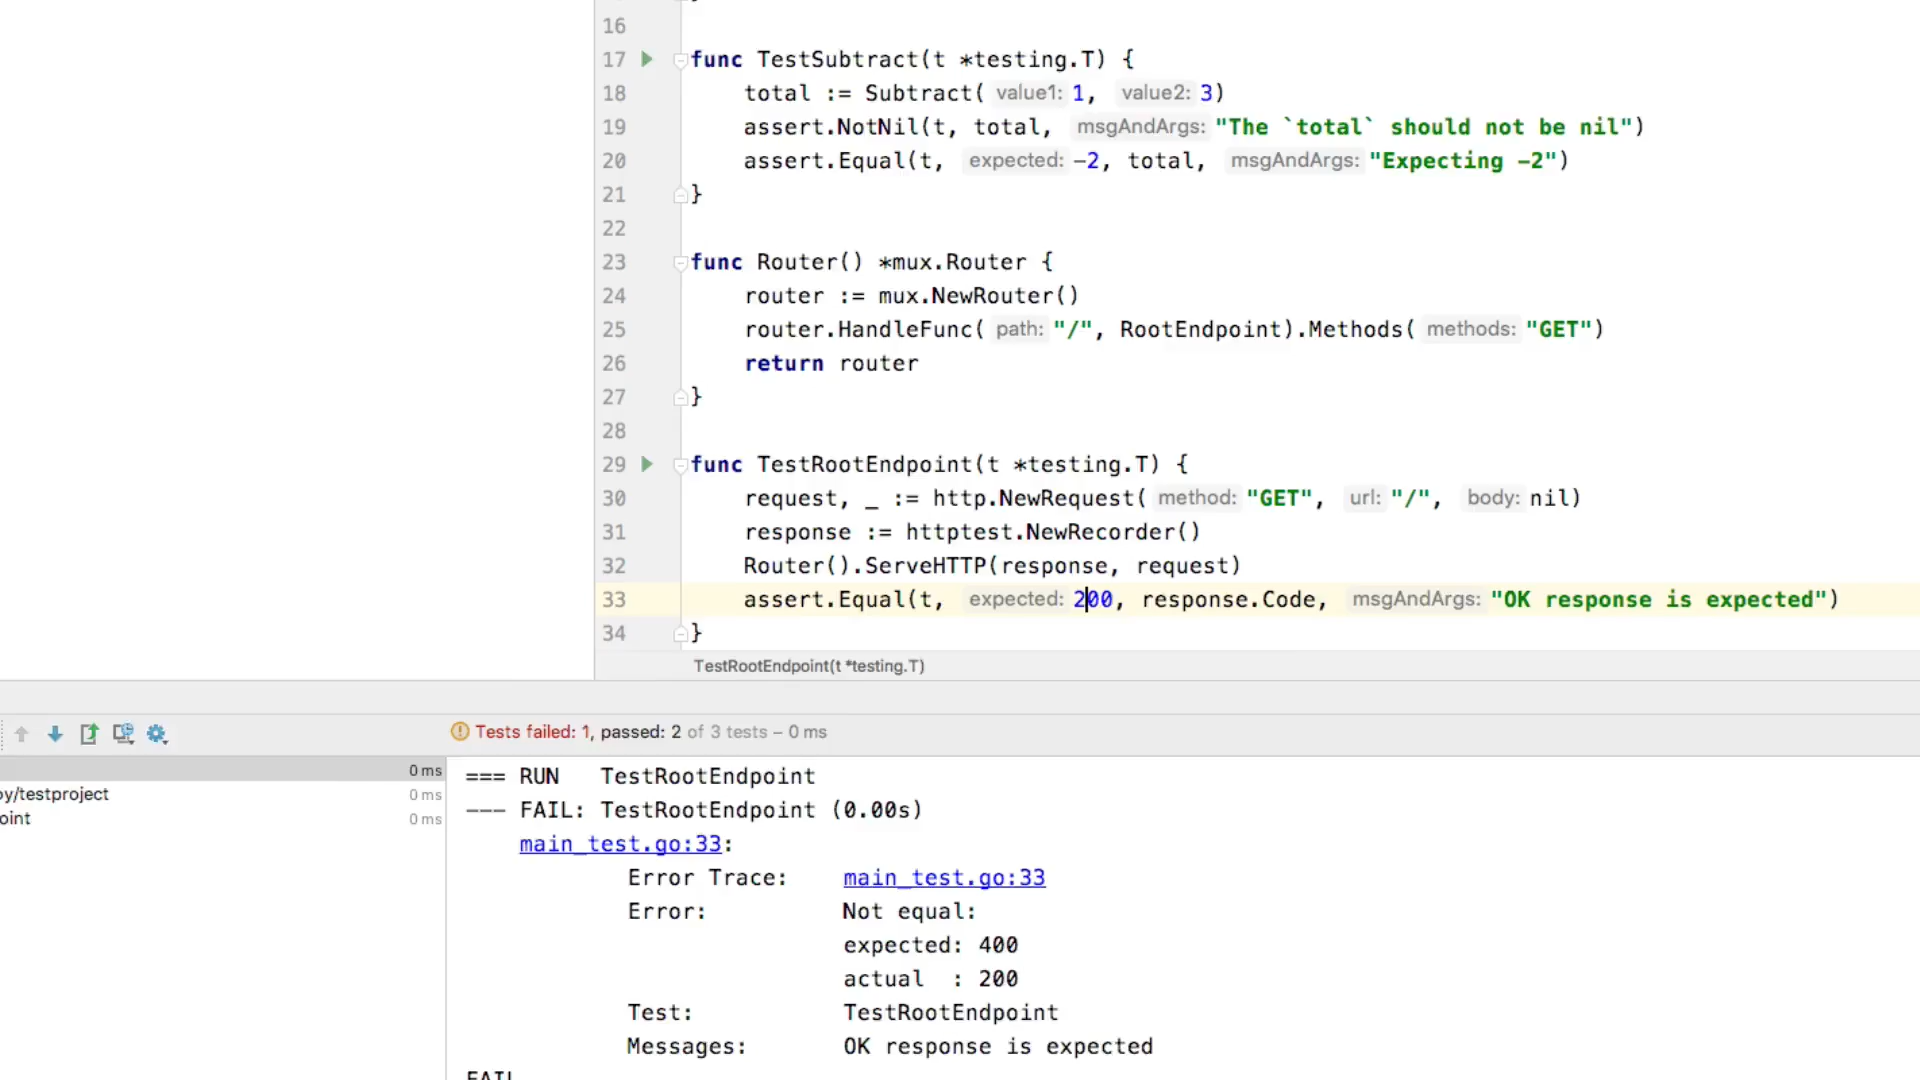 16
17 func TestSubtract(t *testing.T) {
18 total := Subtract( value1: 1, value2: 3)
19 assert.NotNil(t, total, msgAndArgs: "The `total` should not be nil")
20 assert.Equal(t, expected: -2, total, msgAndArgs: "Expecting -2")
21 }
22
23 func Router() *mux.Router {
24 router := mux.NewRouter()
25 router.HandleFunc( path: "/", RootEndpoint).Methods( methods: "GET")
26 return router
27 }
28
29 func TestRootEndpoint(t *testing.T) {
30 request, _ := http.NewRequest( method: "GET", url: "/", body: nil)
31 response := httptest.NewRecorder()
32 Router().ServeHTTP(response, request)
33 assert.Equal(t, expected: 200, response.Code, msgAndArgs: "OK response is expected")
34 }
TestRootEndpoint(t *testing.T)
Tests failed: 1, passed: 2 of 3 tests – 0 ms
0 ms
oy/testproject 0 ms
oint 0 ms
=== RUN TestRootEndpoint
--- FAIL: TestRootEndpoint (0.00s)
main_test.go:33:
Error Trace: main_test.go:33
Error: Not equal:
expected: 400
actual : 200
Test: TestRootEndpoint
Messages: OK response is expected
FAIL